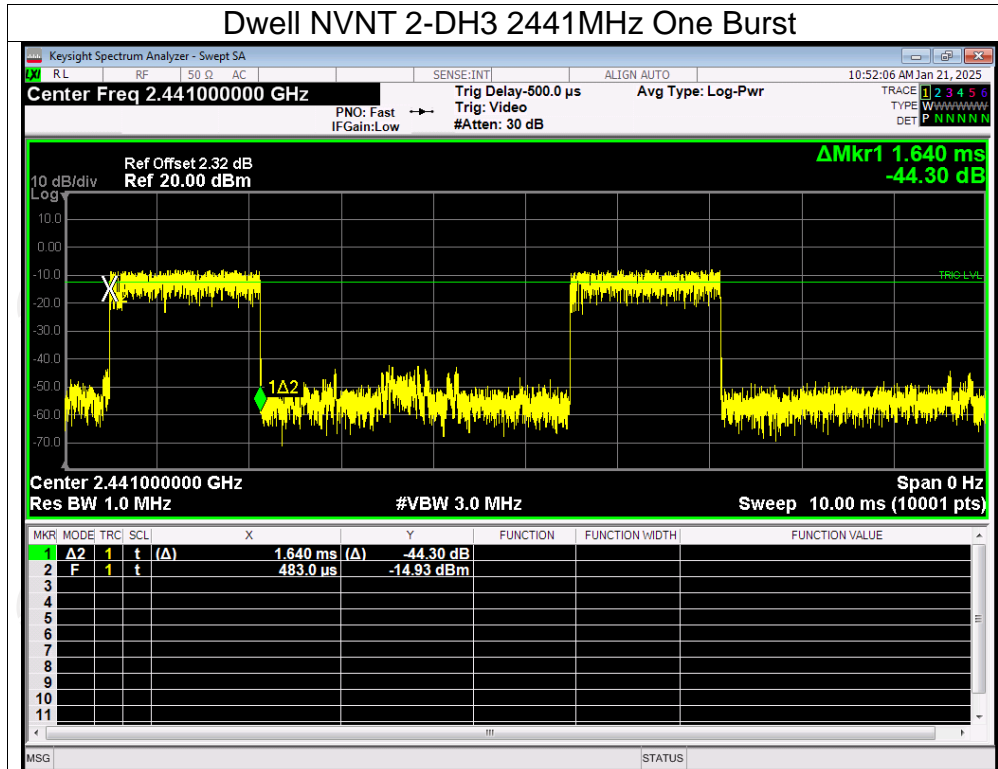 Dwell NVNT 2-DH3 2441MHz One Burst
Keysight Spectrum Analyzer - Swept SA
LXI RL RF 50 Ω AC SENSE:INT ALIGN AUTO 10:52:06 AM Jan 21, 2025
Center Freq 2.441000000 GHz
PNO: Fast
IFGain:Low
Trig Delay-500.0 µs
Trig: Video
#Atten: 30 dB
Avg Type: Log-Pwr
TRACE 1 2 3 4 5 6
TYPE WWWWWW
DET P N N N N N
ΔMkr1 1.640 ms
-44.30 dB
Ref Offset 2.32 dB
10 dB/div Ref 20.00 dBm
Log
10.0
0.00
-10.0
TRIG LVL
-20.0
-30.0
-40.0
-50.0
1Δ2
-60.0
-70.0
Center 2.441000000 GHz Span 0 Hz
Res BW 1.0 MHz #VBW 3.0 MHz Sweep 10.00 ms (10001 pts)
MKR MODE TRC SCL X Y FUNCTION FUNCTION WIDTH FUNCTION VALUE
1 Δ2 1 t (Δ) 1.640 ms (Δ) -44.30 dB
2 F 1 t 483.0 µs -14.93 dBm
3
4
5
6
7
8
9
10
11
MSG STATUS